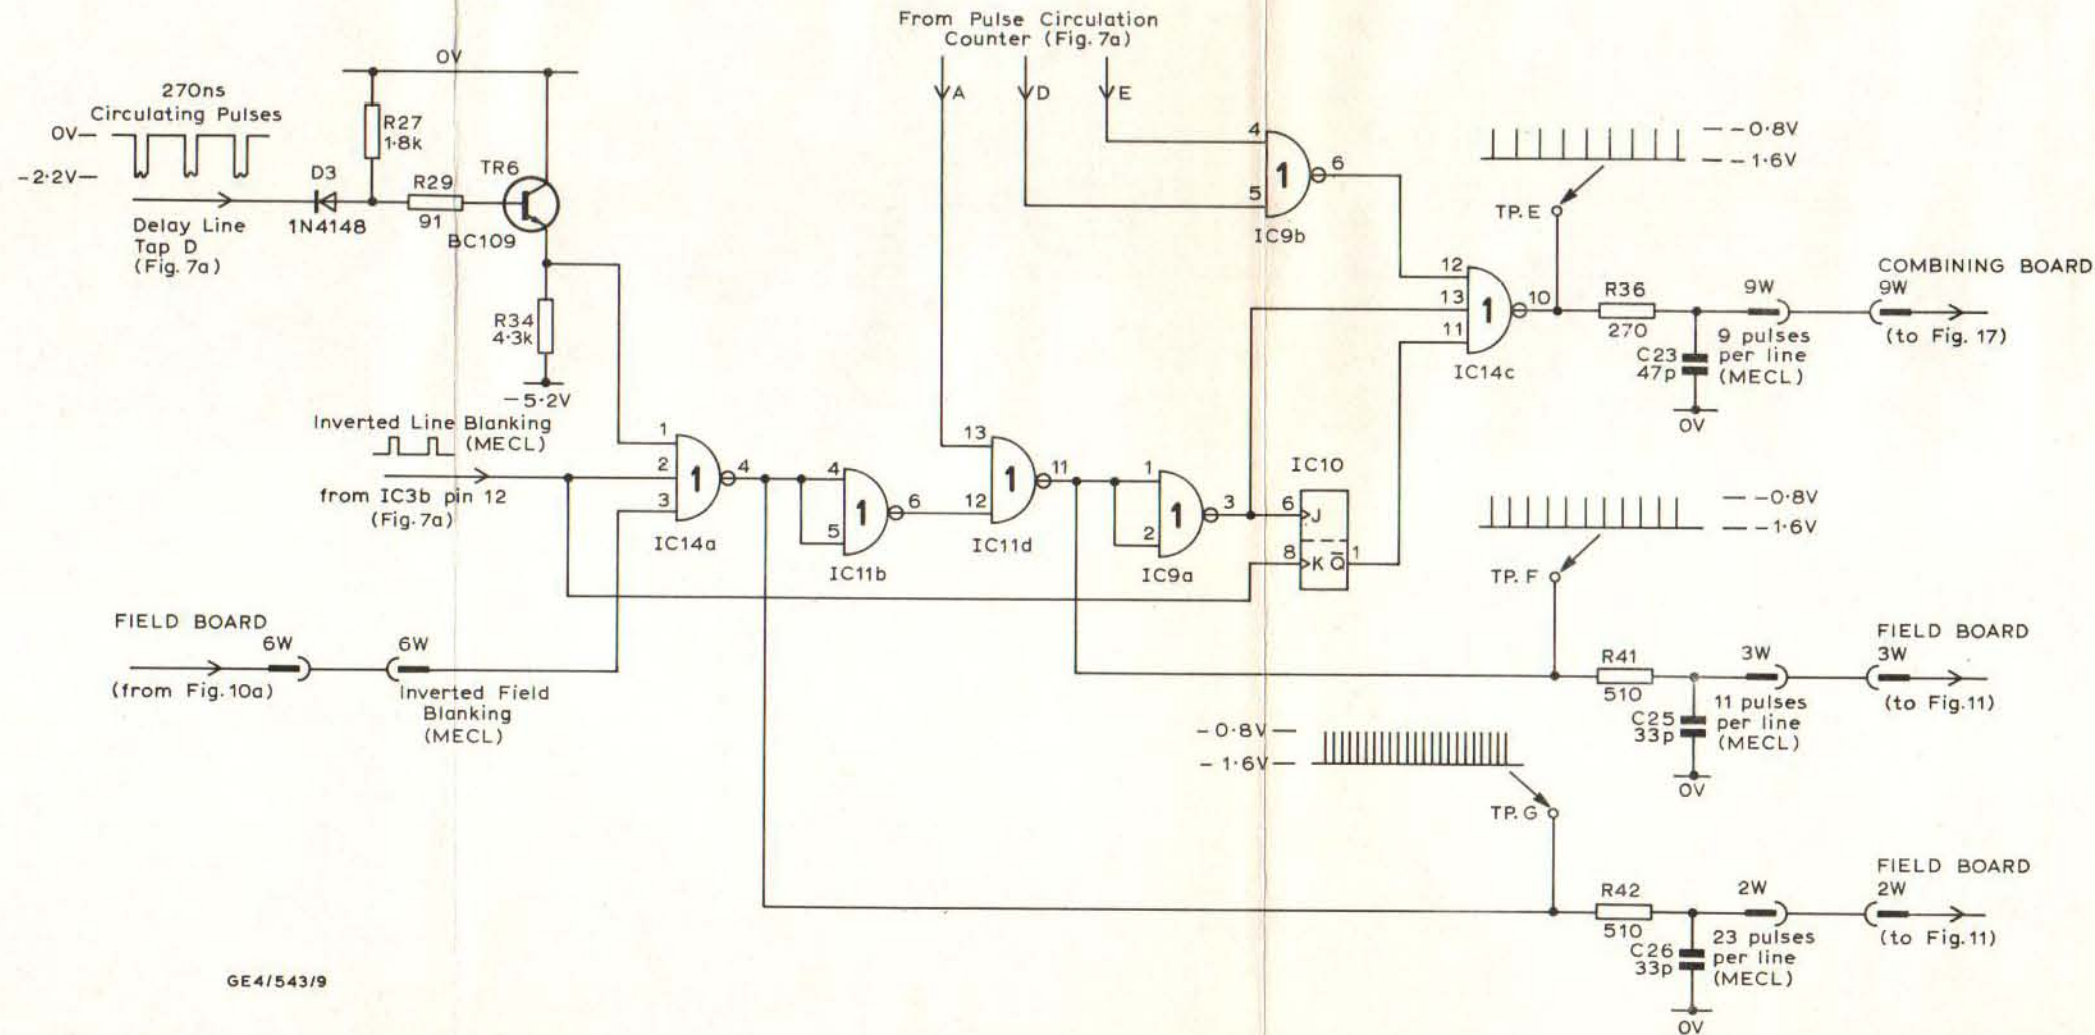 From Pulse Circulation
Counter (Fig. 7a)
A
D
E
0V
270ns
Circulating Pulses
0V
-2·2V
R27
1·8k
D3
1N4148
R29
91
TR6
BC109
Delay Line
Tap D
(Fig. 7a)
R34
4·3k
-5·2V
Inverted Line Blanking
(MECL)
from IC3b pin 12
(Fig. 7a)
1
2
3
1
4
IC14a
4
5
1
6
IC11b
13
12
1
11
IC11d
1
2
1
3
IC9a
4
5
1
6
IC9b
IC10
6
J
8
K Q̅
1
12
13
11
1
10
IC14c
-0·8V
-1·6V
TP. E
R36
270
C23
47p
0V
9W
9 pulses
per line
(MECL)
COMBINING BOARD
9W
(to Fig. 17)
-0·8V
-1·6V
TP. F
R41
510
C25
33p
0V
3W
11 pulses
per line
(MECL)
FIELD BOARD
3W
(to Fig.11)
FIELD BOARD
6W
6W
(from Fig.10a)
Inverted Field
Blanking
(MECL)
-0·8V
-1·6V
TP. G
R42
510
C26
33p
0V
2W
23 pulses
per line
(MECL)
FIELD BOARD
2W
(to Fig.11)
GE4/543/9